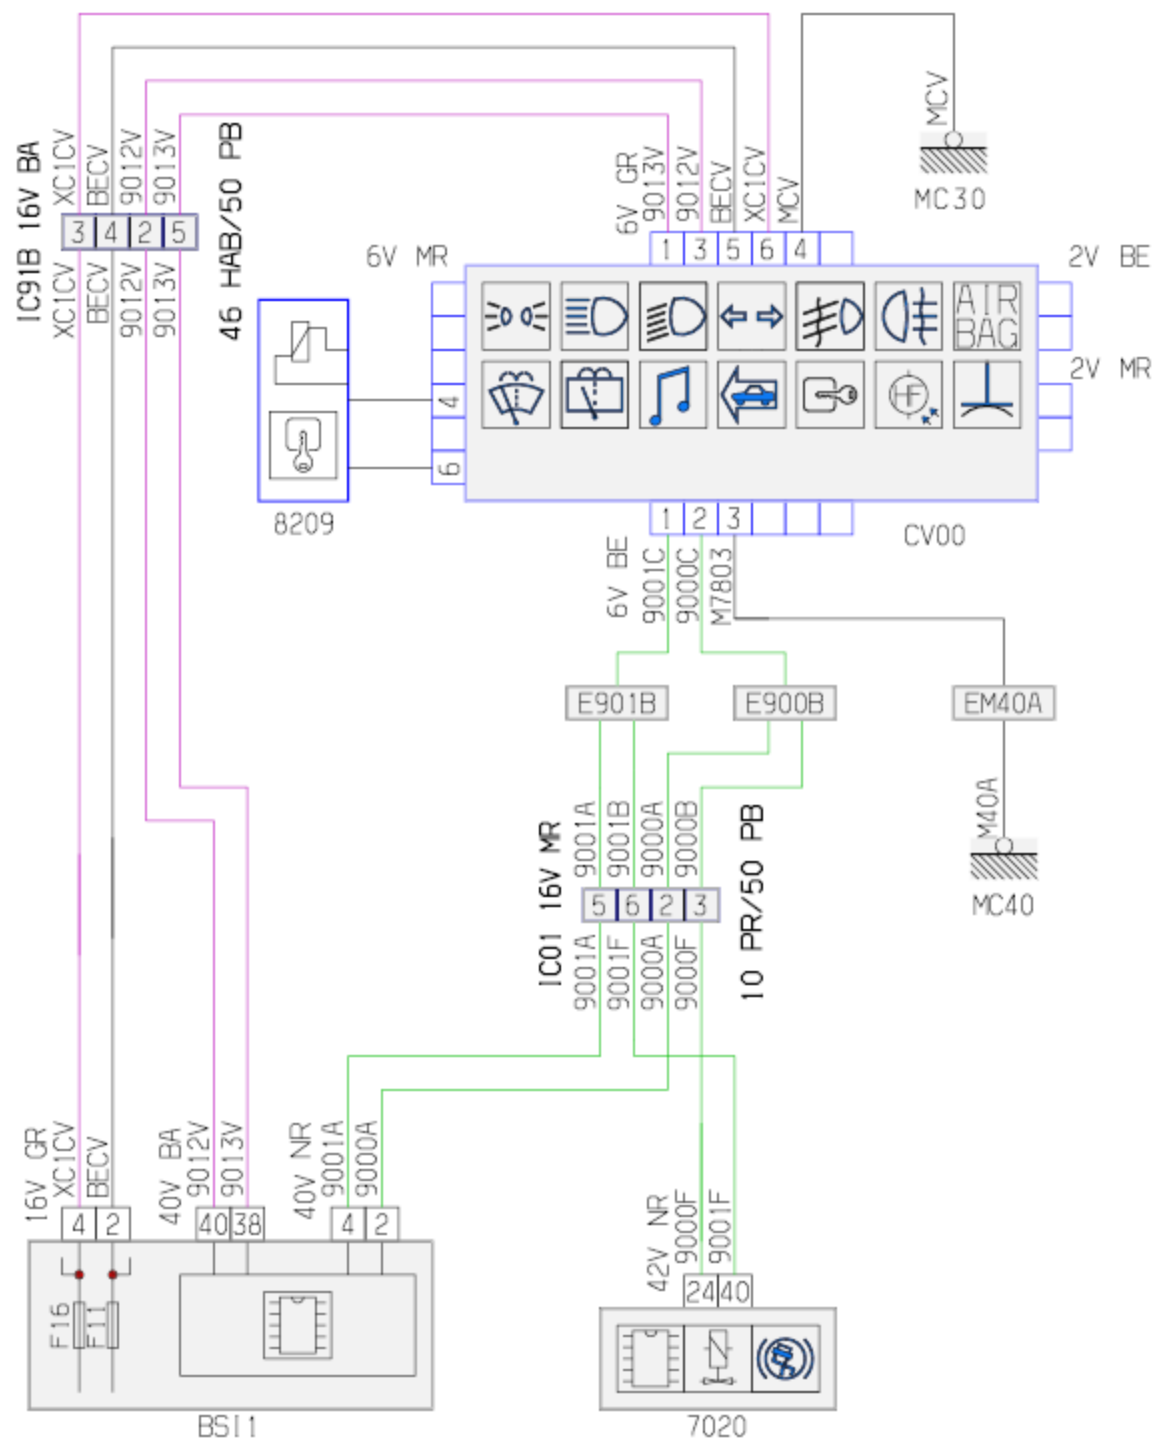 MCV
MC30
IC91B 16V BA
XC1CV
BECV
9012V
9013V
46 HAB/50 PB
3 4 2 5
XC1CV
BECV
9012V
9013V
6V GR
9013V
9012V
BECV
XC1CV
MCV
1 3 5 6 4
6V MR
2V BE
AIR
BAG
2V MR
4
HF
6
8209
CV00
1 2 3
6V BE
9001C
9000C
M7803
E901B
E900B
EM40A
M40A
MC40
IC01 16V MR
9001A
9001B
9000A
9000B
10 PR/50 PB
5 6 2 3
9001A
9001F
9000A
9000F
16V GR
XC1CV
BECV
40V BA
9012V
9013V
40V NR
9001A
9000A
4 2
40 38
4 2
F16
F11
BSI1
42V NR
9000F
9001F
24 40
7020